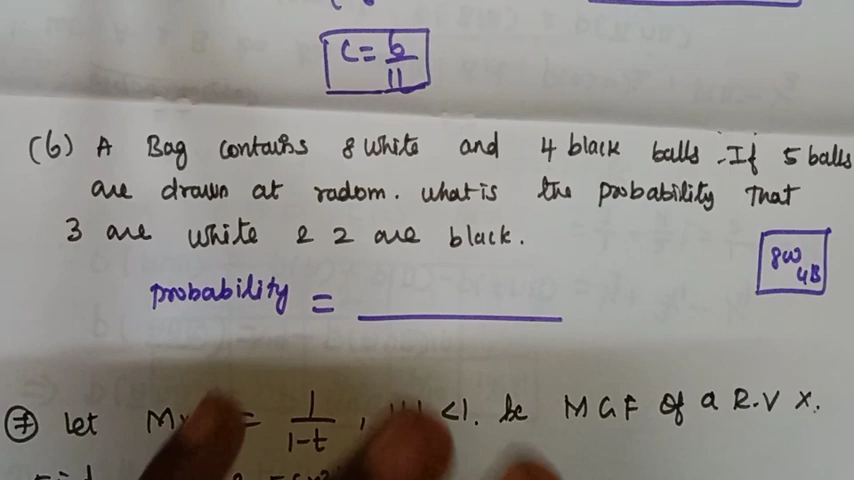 C = 6/11
(6) A Bag contains 8 white and 4 black balls. If 5 balls
are drawn at radom. what is the probability that
3 are white & 2 are black.
8W
4B
probability =
(7) let = 1/1-t , <1. be MGF of a R.V X.